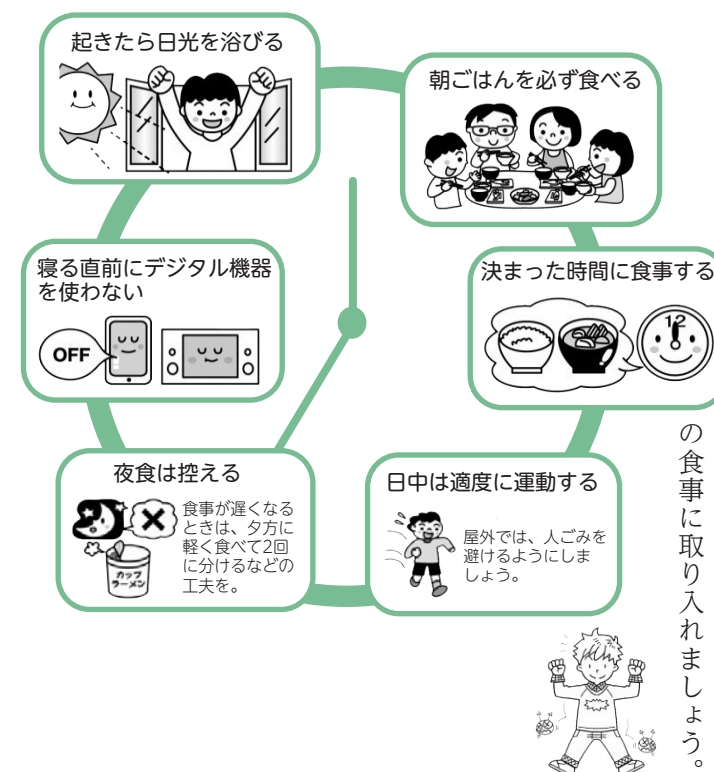 起きたら日光を浴びる
朝ごはんを必ず食べる
決まった時間に食事する
12
日中は適度に運動する
屋外では、人ごみを
避けるようにしま
しょう。
夜食は控える
食事が遅くなる
ときは、夕方に
軽く食べて2回
に分けるなどの
工夫を。
カップ
ラーメン
寝る直前にデジタル機器
を使わない
OFF
の食事に取り入れましょう。